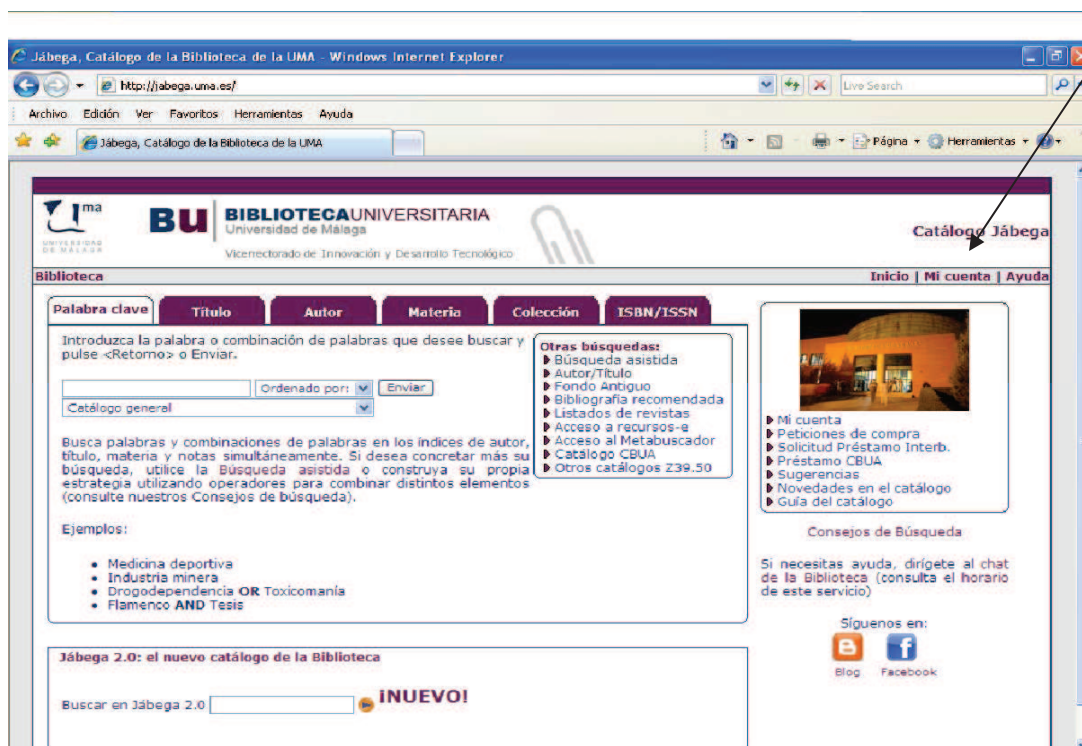 Jábega, Catálogo de la Biblioteca de la UMA - Windows Internet Explorer
http://jabega.uma.es/
Live Search
Archivo Edición Ver Favoritos Herramientas Ayuda
Jábega, Catálogo de la Biblioteca de la UMA
Página Herramientas
uma
UNIVERSIDAD
DE MÁLAGA
BU
BIBLIOTECAUNIVERSITARIA
Universidad de Málaga
Vicerrectorado de Innovación y Desarrollo Tecnológico
Catálogo Jábega
Biblioteca
Inicio | Mi cuenta | Ayuda
Palabra clave Título Autor Materia Colección ISBN/ISSN
Introduzca la palabra o combinación de palabras que desee buscar y
pulse <Retorno> o Enviar.
Ordenado por: Enviar
Catálogo general
Busca palabras y combinaciones de palabras en los índices de autor,
título, materia y notas simultáneamente. Si desea concretar más su
búsqueda, utilice la Búsqueda asistida o construya su propia
estrategia utilizando operadores para combinar distintos elementos
(consulte nuestros Consejos de búsqueda).
Ejemplos:
Medicina deportiva
Industria minera
Drogodependencia OR Toxicomanía
Flamenco AND Tesis
Otras búsquedas:
Búsqueda asistida
Autor/Título
Fondo Antiguo
Bibliografía recomendada
Listados de revistas
Acceso a recursos-e
Acceso al Metabuscador
Catálogo CBUA
Otros catálogos Z39.50
Mi cuenta
Peticiones de compra
Solicitud Préstamo Interb.
Préstamo CBUA
Sugerencias
Novedades en el catálogo
Guía del catálogo
Consejos de Búsqueda
Si necesitas ayuda, dirígete al chat
de la Biblioteca (consulta el horario
de este servicio)
Síguenos en:
Blog Facebook
Jábega 2.0: el nuevo catálogo de la Biblioteca
Buscar en Jábega 2.0 ¡NUEVO!